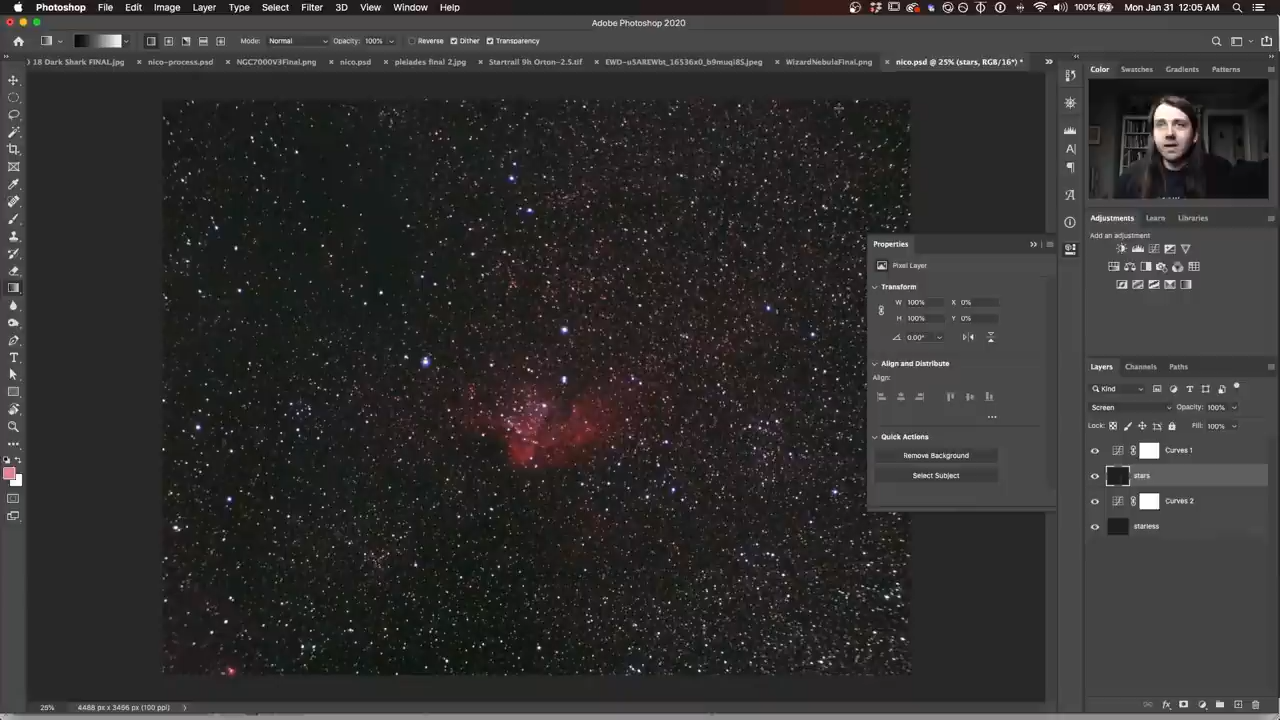 Photoshop File Edit Image Layer Type Select Filter 3D View Window Help 100% Mon Jan 31 12:05 AM
Adobe Photoshop 2020
Mode: Normal Opacity: 100% Reverse Dither Transparency
18 Dark Shark FINAL.jpg × nico-process.psd × NGC7000V3Final.png × nico.psd × pleiades final 2.jpg × Startrail 9h Orton-2.5.tif × × WizardNebulaFinal.png × nico.psd @ 25% (stars, RGB/16*) *
Color Swatches Gradients Patterns
Adjustments Learn Libraries
Add an adjustment
Properties
Pixel Layer
Transform
W 100% X 0%
H 100% Y 0%
0.00°
Align and Distribute
Align:
Quick Actions
Remove Background
Select Subject
Layers Channels Paths
Kind
Screen Opacity: 100%
Lock: Fill: 100%
Curves 1
stars
Curves 2
starless
25% 4488 px x 3466 px (100 ppi)